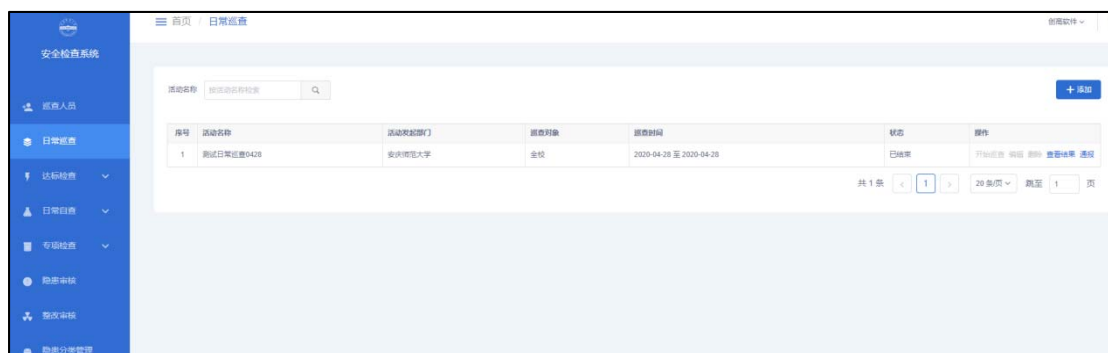 首页 / 日常巡查
创高软件
安全检查系统
巡查人员
日常巡查
达标检查
日常自查
专项检查
隐患审核
整改审核
隐患分类管理
活动名称 按活动名称检索
+ 添加
序号 活动名称 活动发起部门 巡查对象 巡查时间 状态 操作
1 测试日常巡查0428 安庆师范大学 全校 2020-04-28 至 2020-04-28 已结束 开始巡查 编辑 删除 查看结果 通报
共 1 条 < 1 > 20 条/页 跳至 1 页